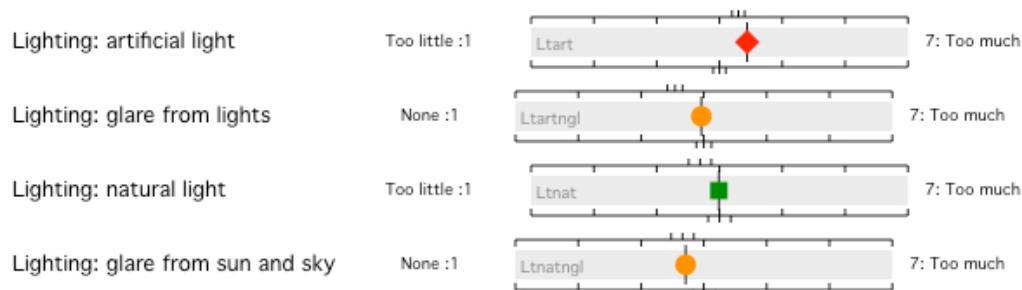 Lighting: artificial light Too little :1 Ltart 7: Too much
Lighting: glare from lights None :1 Ltartngl 7: Too much
Lighting: natural light Too little :1 Ltnat 7: Too much
Lighting: glare from sun and sky None :1 Ltnatngl 7: Too much